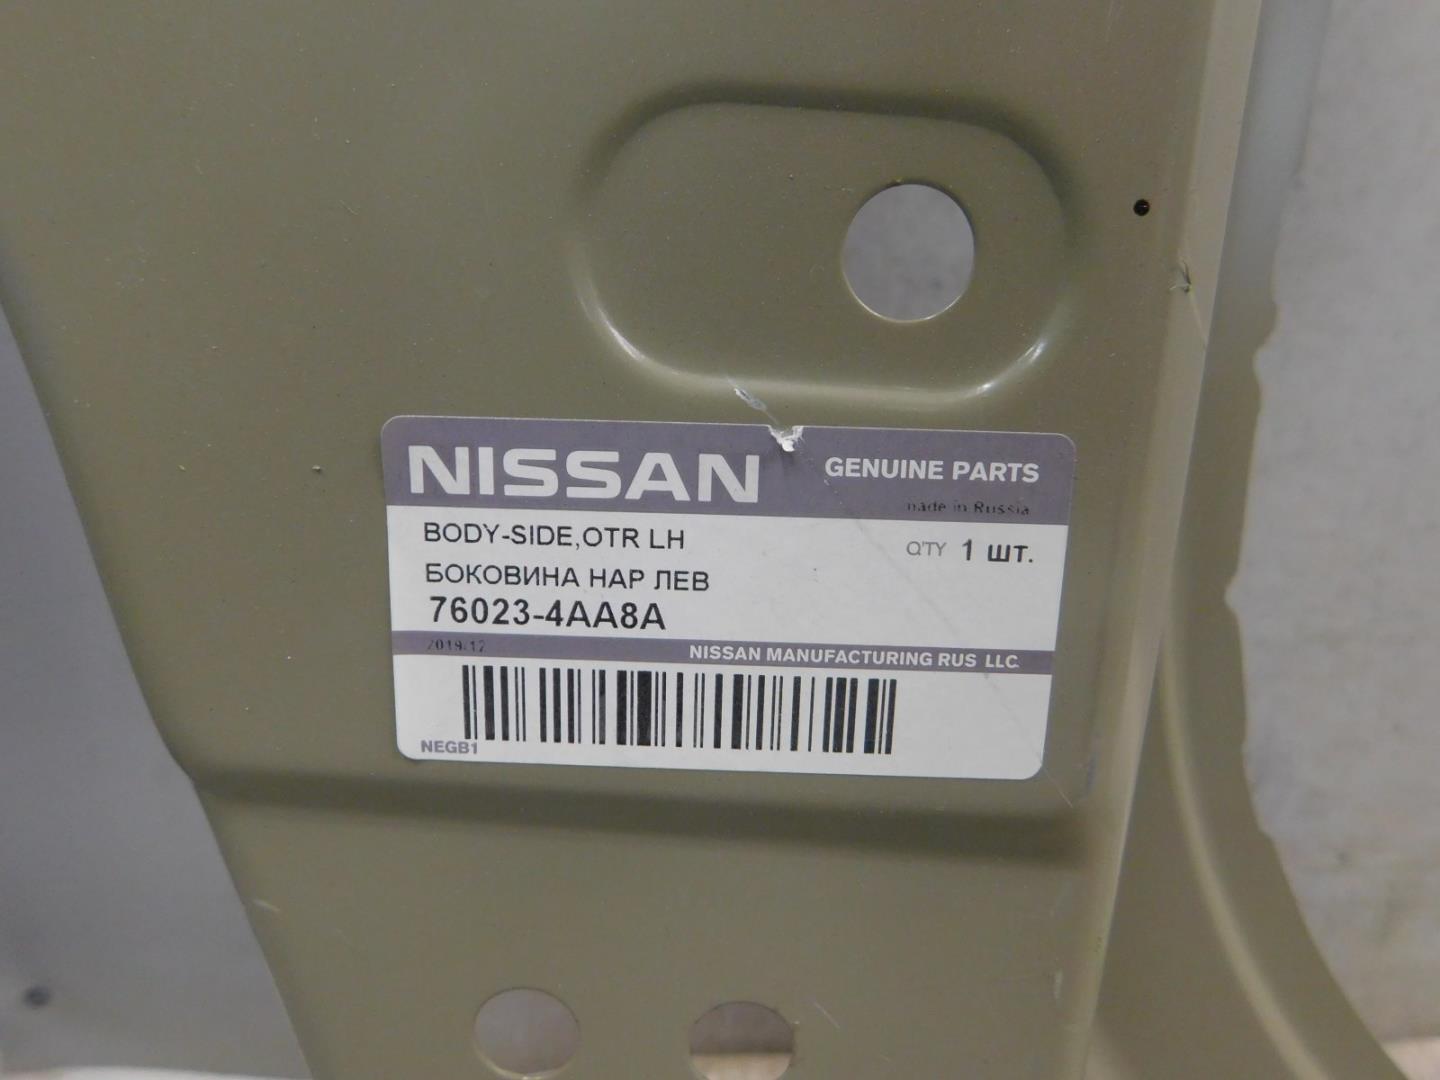 NISSAN GENUINE PARTS
made in Russia
BODY-SIDE,OTR LH
Q'TY 1 шт.
БОКОВИНА НАР ЛЕВ
76023-4AA8A
2019/12
NISSAN MANUFACTURING RUS LLC
NEGB1